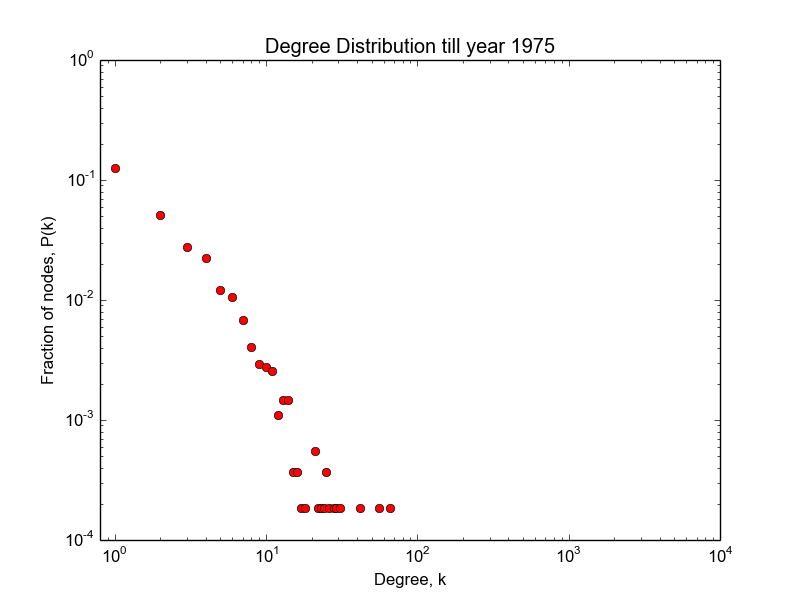 Degree Distribution till year 1975
10^0
10^-1
10^-2
10^-3
10^-4
Fraction of nodes, P(k)
10^0 10^1 10^2 10^3 10^4
Degree, k